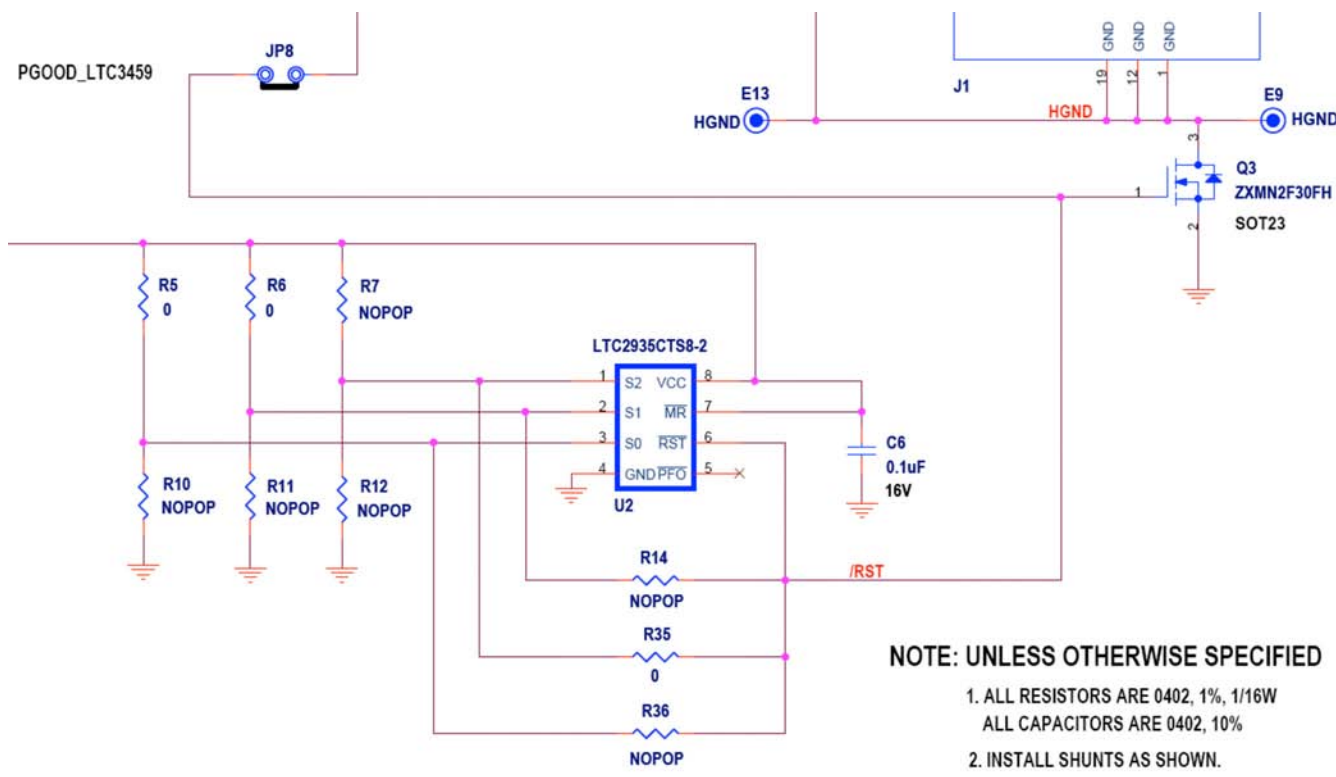 JP8
PGOOD_LTC3459
GND
GND
GND
19
12
1
J1
E13
HGND
HGND
E9
HGND
3
Q3
1
ZXMN2F30FH
SOT23
2
R5
0
R6
0
R7
NOPOP
LTC2935CTS8-2
1 S2 VCC 8
2 S1 MR 7
3 S0 RST 6
4 GND PFO 5
U2
C6
0.1uF
16V
R10
NOPOP
R11
NOPOP
R12
NOPOP
R14
NOPOP
/RST
R35
0
R36
NOPOP
NOTE: UNLESS OTHERWISE SPECIFIED
1. ALL RESISTORS ARE 0402, 1%, 1/16W
ALL CAPACITORS ARE 0402, 10%
2. INSTALL SHUNTS AS SHOWN.